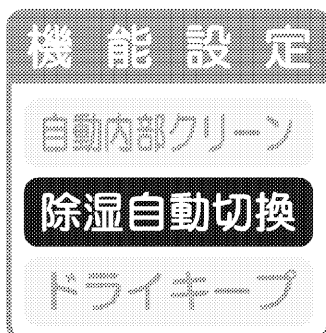 機能設定
自動内部クリーン
除湿自動切換
ドライキープ